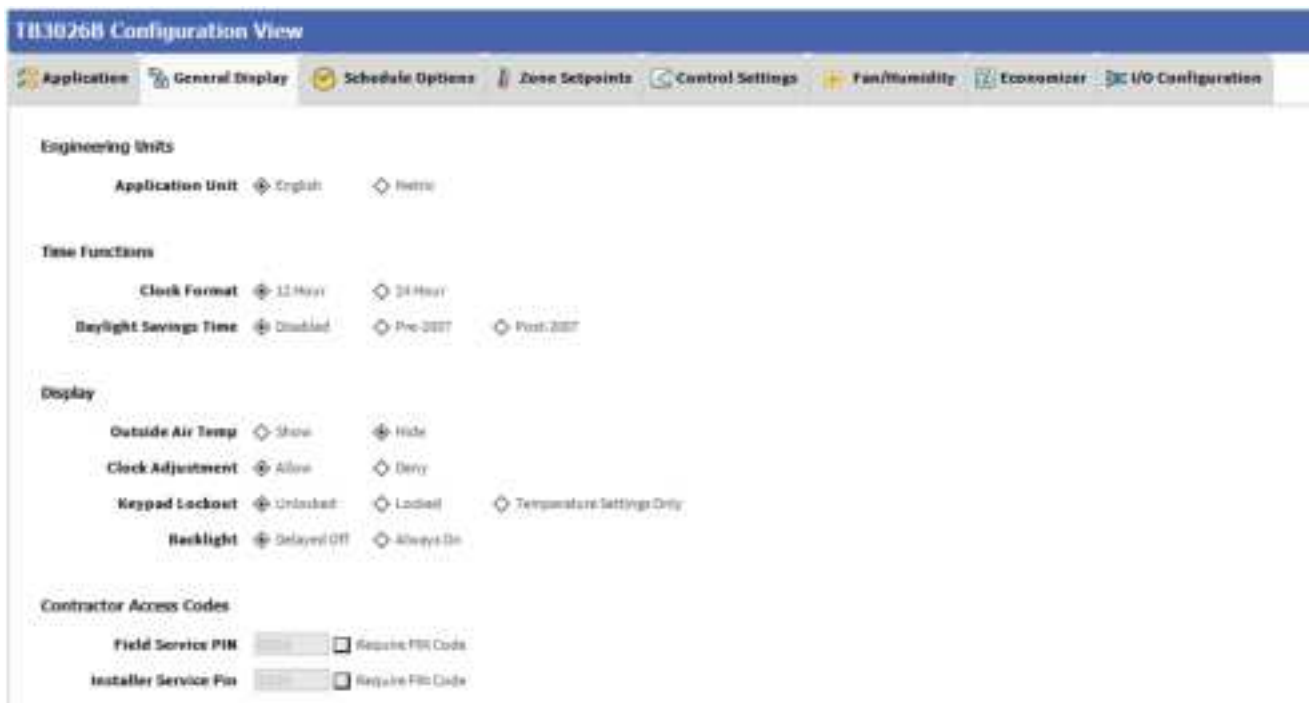 TB3026B Configuration View
Application General Display Schedule Options Zone Setpoints Control Settings Fan/Humidity Economizer I/O Configuration
Engineering Units
Application Unit English Metric
Time Functions
Clock Format 12 Hour 24 Hour
Daylight Savings Time Disabled Pre-2007 Post-2007
Display
Outside Air Temp Show Hide
Clock Adjustment Allow Deny
Keypad Lockout Unlocked Locked Temperature Settings Only
Backlight Delayed Off Always On
Contractor Access Codes
Field Service PIN Require PIN Code
Installer Service Pin Require PIN Code